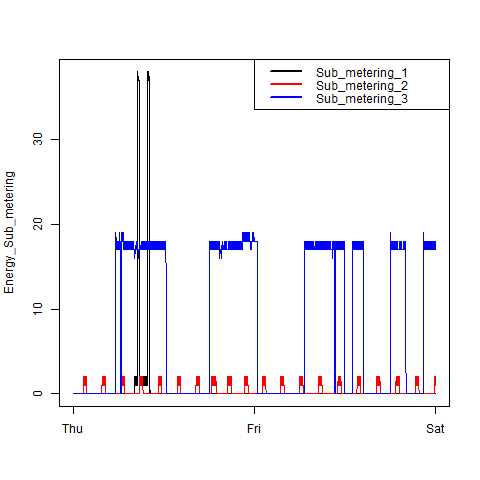 Sub_metering_1
Sub_metering_2
Sub_metering_3
Energy_Sub_metering
30
20
10
0
Thu
Fri
Sat